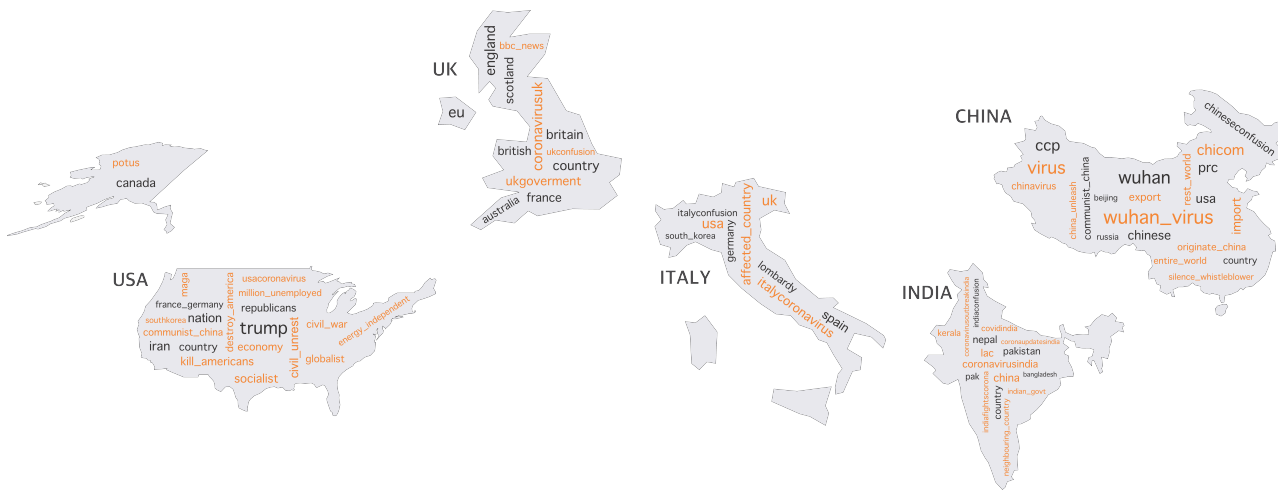 UK
england
bbc_news
scotland
eu
coronavirusuk
britain
british
ukconfusion
country
ukgoverment
france
australia
potus
canada
USA
maga
usacoronavirus
destroy_america
million_unemployed
france_germany
republicans
southkorea
nation
communist_china
trump
civil_war
energy_independent
iran
country
economy
civil_unrest
kill_americans
globalist
socialist
ITALY
italyconfusion
affected_country
uk
usa
germany
south_korea
lombardy
italycoronavirus
spain
CHINA
chineseconfusion
ccp
chicom
virus
communist_china
wuhan
rest_world
prc
chinavirus
china_unleash
beijing
export
usa
import
wuhan_virus
russia
chinese
originate_china
entire_world
country
silence_whistleblower
INDIA
coronavirusoutbreakindia
indiaconfusion
kerala
covidindia
nepal
coronaupdatesindia
lac
pakistan
coronavirusindia
pak
china
bangladesh
indiafightscorona
country
indian_govt
neighbouring_country